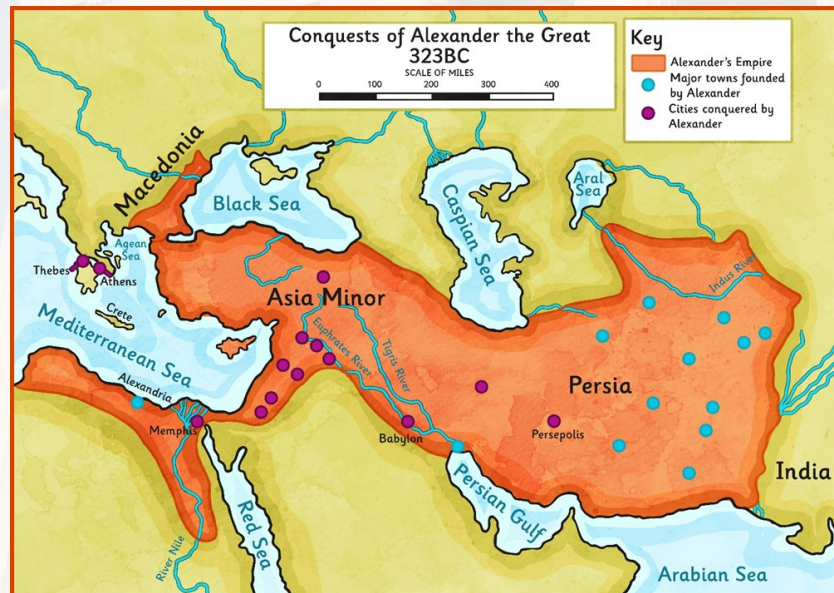 Conquests of Alexander the Great
323BC
SCALE OF MILES
0 100 200 300 400
Key
Alexander's Empire
Major towns founded
by Alexander
Cities conquered by
Alexander
Macedonia
Black Sea
Caspian Sea
Aral
Sea
Agean
Sea
Thebes
Athens
Indus River
Crete
Asia Minor
Mediterranean Sea
Euphrates River
Tigris River
Persia
Alexandria
Memphis
Babylon
Persepolis
India
Persian Gulf
Red Sea
River Nile
Arabian Sea